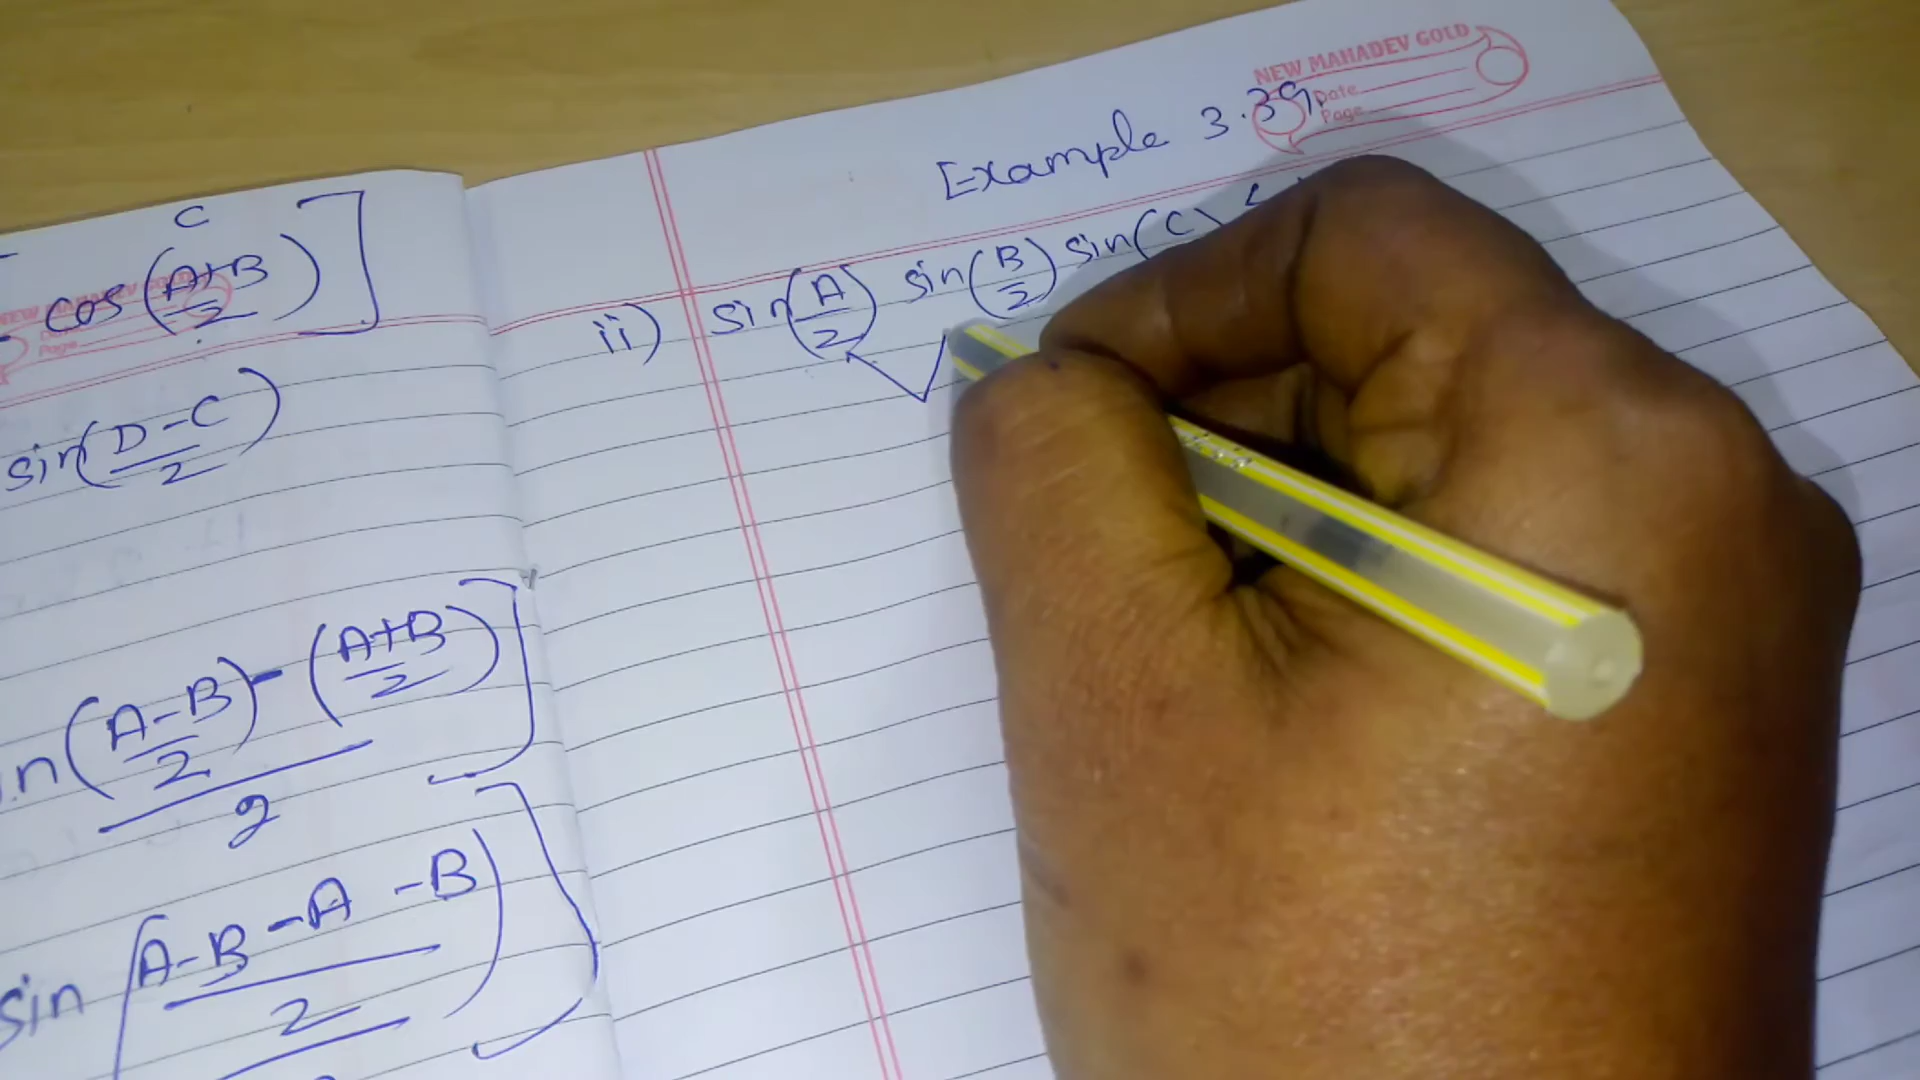 C
cos(A+B/2)]
sin(D-C/2)
n(A-B/2)-(A+B/2)]
2
sin(A-B-A-B/2)]
NEW MAHADEV GOLD
Date
Page
Example 3.39.
ii) sin(A/2) sin(B/2) sin(C